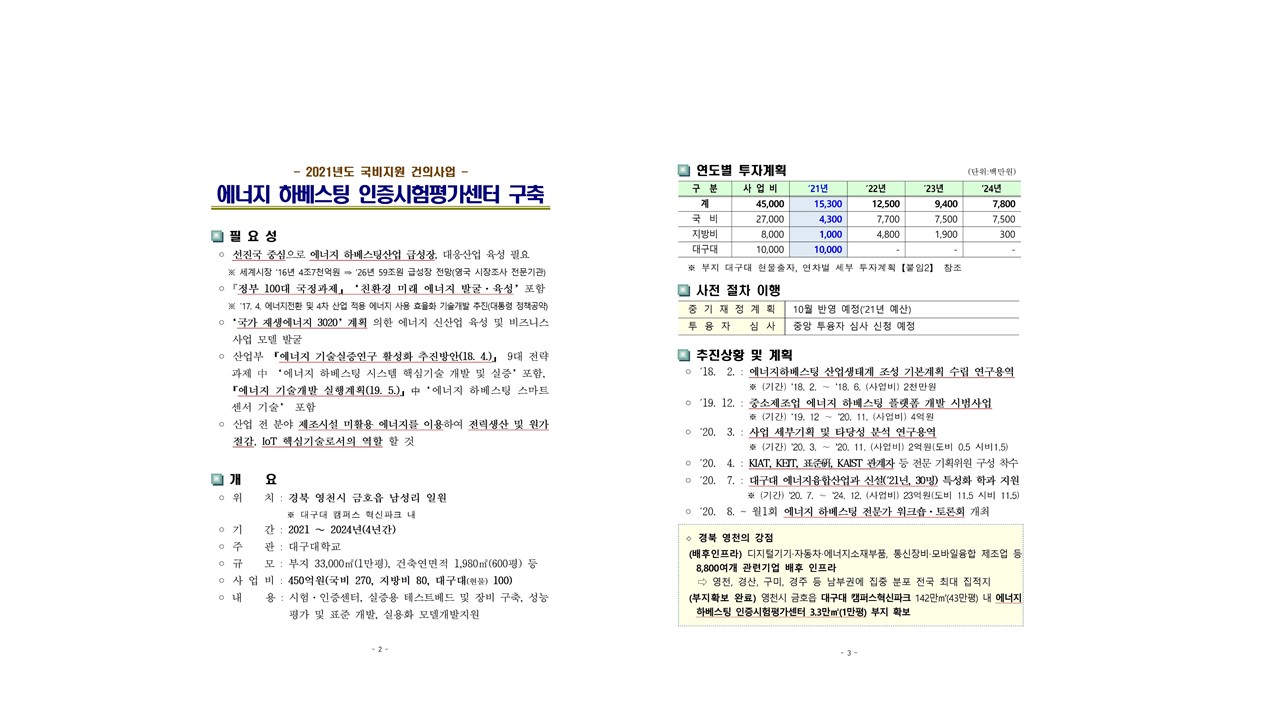 - 2021년도 국비지원 건의사업 -
에너지 하베스팅 인증시험평가센터 구축
필 요 성
○ 선진국 중심으로 에너지 하베스팅산업 급성장, 대응산업 육성 필요
※ 세계시장 '16년 4조7천억원 ⇒ '26년 59조원 급성장 전망(영국 시장조사 전문기관)
○ 『정부 100대 국정과제』 ‘친환경 미래 에너지 발굴·육성’ 포함
※ '17. 4. 에너지전환 및 4차 산업 적용 에너지 사용 효율화 기술개발 추진(대통령 정책공약)
○ ‘국가 재생에너지 3020’ 계획 의한 에너지 신산업 육성 및 비즈니스
사업 모델 발굴
○ 산업부 『에너지 기술실증연구 활성화 추진방안(18. 4.)』 9대 전략
과제 中 ‘에너지 하베스팅 시스템 핵심기술 개발 및 실증’ 포함,
『에너지 기술개발 실행계획(19. 5.)』中 ‘에너지 하베스팅 스마트
센서 기술’ 포함
○ 산업 전 분야 제조시설 미활용 에너지를 이용하여 전력생산 및 원가
절감, IoT 핵심기술로서의 역할 할 것
개 요
○ 위 치 : 경북 영천시 금호읍 남성리 일원
※ 대구대 캠퍼스 혁신파크 내
○ 기 간 : 2021 ～ 2024년(4년간)
○ 주 관 : 대구대학교
○ 규 모 : 부지 33,000㎡(1만평), 건축연면적 1,980㎡(600평) 등
○ 사 업 비 : 450억원(국비 270, 지방비 80, 대구대(현물) 100)
○ 내 용 : 시험·인증센터, 실증용 테스트베드 및 장비 구축, 성능
평가 및 표준 개발, 실용화 모델개발지원
- 2 -
연도별 투자계획 (단위:백만원)
구 분 사 업 비 '21년 '22년 '23년 '24년
계 45,000 15,300 12,500 9,400 7,800
국 비 27,000 4,300 7,700 7,500 7,500
지방비 8,000 1,000 4,800 1,900 300
대구대 10,000 10,000 - - -
※ 부지 대구대 현물출자, 연차별 세부 투자계획【붙임2】 참조
사전 절차 이행
중 기 재 정 계 획 10월 반영 예정('21년 예산)
투 융 자 심 사 중앙 투융자 심사 신청 예정
추진상황 및 계획
○ '18. 2. : 에너지하베스팅 산업생태계 조성 기본계획 수립 연구용역
※ (기간) '18. 2. ～ '18. 6. (사업비) 2천만원
○ '19. 12. : 중소제조업 에너지 하베스팅 플랫폼 개발 시범사업
※ (기간) '19. 12 ～ '20. 11. (사업비) 4억원
○ '20. 3. : 사업 세부기획 및 타당성 분석 연구용역
※ (기간) '20. 3. ～ '20. 11. (사업비) 2억원(도비 0.5 시비1.5)
○ '20. 4. : KIAT, KEIT, 표준硏, KAIST 관계자 등 전문 기획위원 구성 착수
○ '20. 7. : 대구대 에너지융합산업과 신설('21년, 30명) 특성화 학과 지원
※ (기간) '20. 7. ～ '24. 12. (사업비) 23억원(도비 11.5 시비 11.5)
○ '20. 8. ~ 월1회 에너지 하베스팅 전문가 워크숍·토론회 개최
◇ 경북 영천의 강점
(배후인프라) 디지털기기·자동차·에너지소재부품, 통신장비·모바일융합 제조업 등
8,800여개 관련기업 배후 인프라
⇨ 영천, 경산, 구미, 경주 등 남부권에 집중 분포 전국 최대 집적지
(부지확보 완료) 영천시 금호읍 대구대 캠퍼스혁신파크 142만㎡(43만평) 내 에너지
하베스팅 인증시험평가센터 3.3만㎡(1만평) 부지 확보
- 3 -